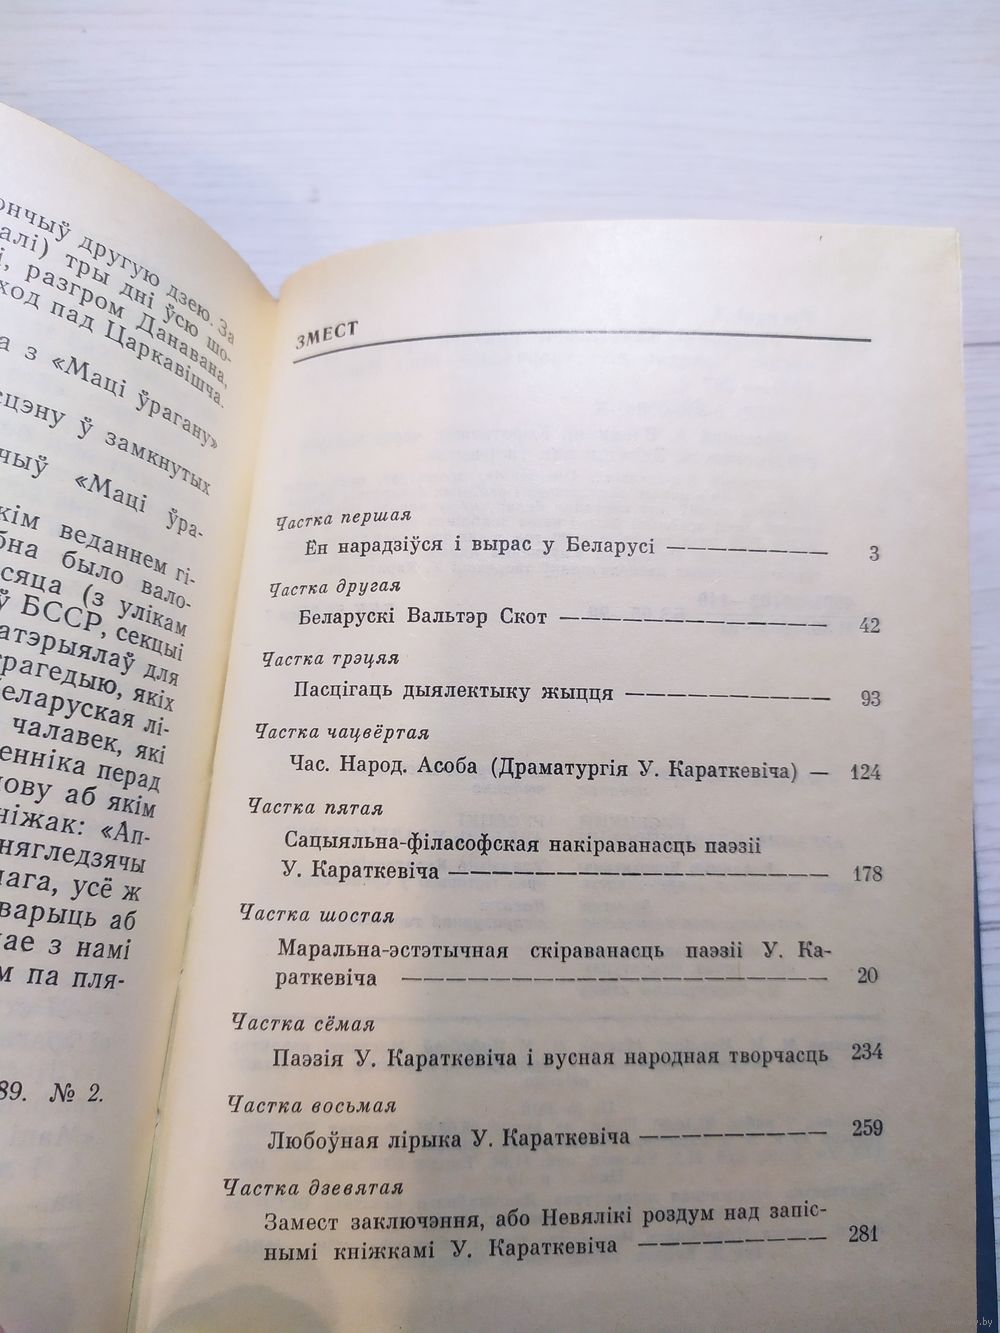 ончыў другую дзею. За
алі) тры дні ўсю шо-
і, разгром Данавана,
ход пад Царкавішча.
а з «Маці ўрагану»
сцэну ў замкнутых
чыў «Маці ўра-
кім веданнем гі-
бна было вало-
сяца (з улікам
ў БССР, секцыі
атэрыялаў для
трагедыю, якіх
беларуская лі-
чалавек, які
енніка перад
мову аб якім
ніжак: «Ап-
нягледзячы
мага, усё ж
варыць аб
ае з намі
м па пля-
89. № 2.
ЗМЕСТ
Частка першая
Ён нарадзіўся і вырас у Беларусі — 3
Частка другая
Беларускі Вальтэр Скот — 42
Частка трэцяя
Пасцігаць дыялектыку жыцця — 93
Частка чацвёртая
Час. Народ. Асоба (Драматургія У. Караткевіча) — 124
Частка пятая
Сацыяльна-філасофская накіраванасць паэзіі
У. Караткевіча — 178
Частка шостая
Маральна-эстэтычная скіраванасць паэзіі У. Ка-
раткевіча — 20
Частка сёмая
Паэзія У. Караткевіча і вусная народная творчасць 234
Частка восьмая
Любоўная лірыка У. Караткевіча — 259
Частка дзевятая
Замест заключэння, або Невялікі роздум над запіс-
нымі кніжкамі У. Караткевіча — 281